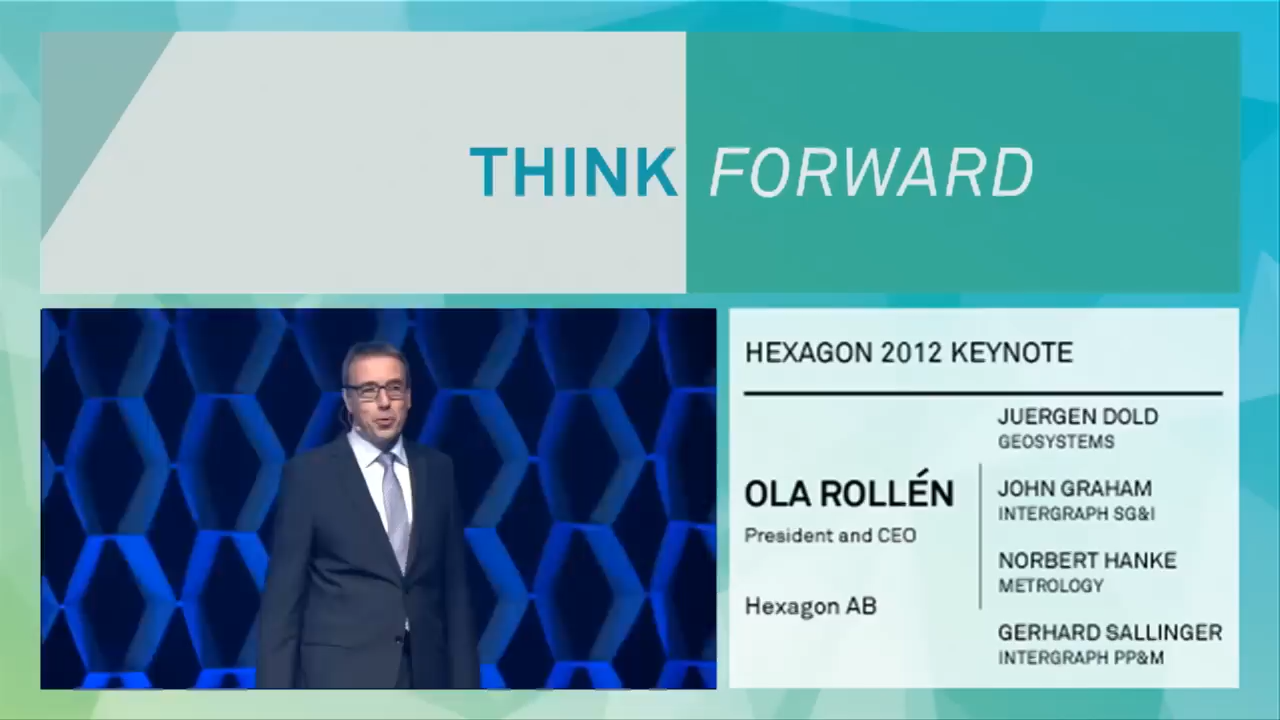 THINK FORWARD
HEXAGON 2012 KEYNOTE
OLA ROLLÉN
President and CEO
Hexagon AB
JUERGEN DOLD
GEOSYSTEMS
JOHN GRAHAM
INTERGRAPH SG&I
NORBERT HANKE
METROLOGY
GERHARD SALLINGER
INTERGRAPH PP&M